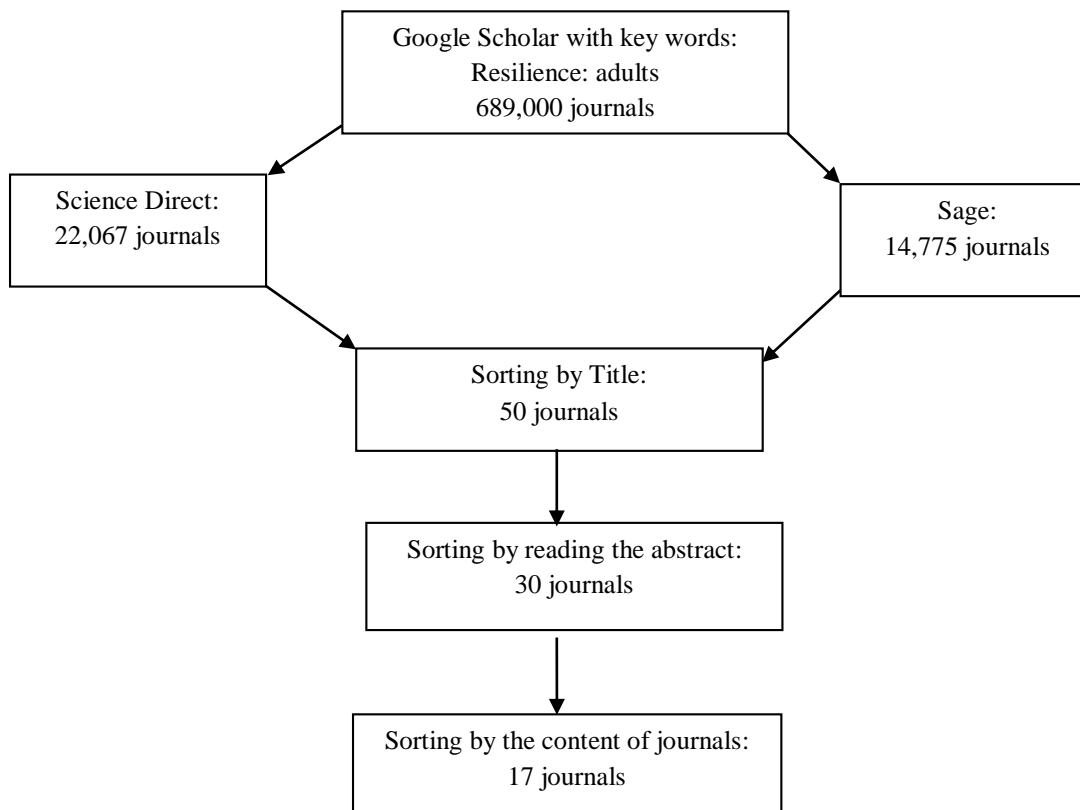 Google Scholar with key words:
Resilience: adults
689,000 journals
Science Direct:
22,067 journals
Sage:
14,775 journals
Sorting by Title:
50 journals
Sorting by reading the abstract:
30 journals
Sorting by the content of journals:
17 journals